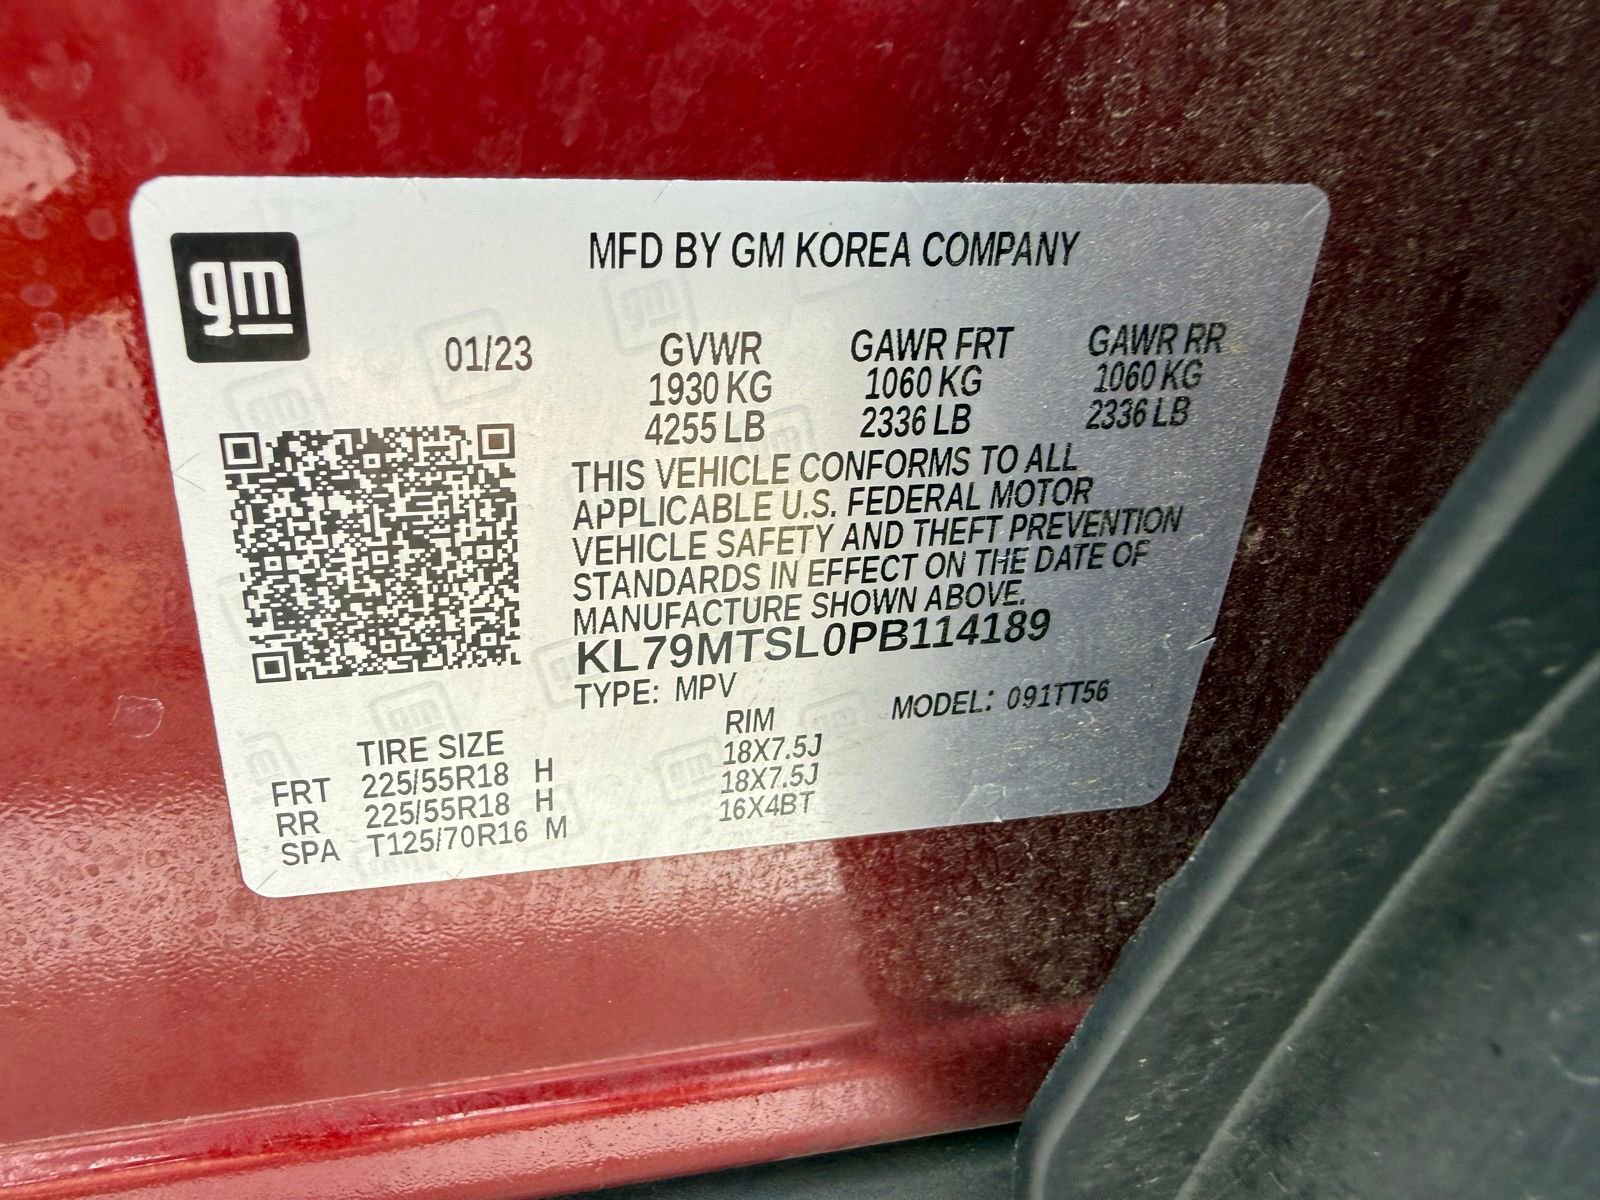 gm
MFD BY GM KOREA COMPANY
01/23 GVWR GAWR FRT GAWR RR
1930 KG 1060 KG 1060 KG
4255 LB 2336 LB 2336 LB
THIS VEHICLE CONFORMS TO ALL
APPLICABLE U.S. FEDERAL MOTOR
VEHICLE SAFETY AND THEFT PREVENTION
STANDARDS IN EFFECT ON THE DATE OF
MANUFACTURE SHOWN ABOVE.
KL79MTSL0PB114189
TYPE: MPV MODEL: 091TT56
TIRE SIZE RIM
FRT 225/55R18 H 18X7.5J
RR 225/55R18 H 18X7.5J
SPA T125/70R16 M 16X4BT